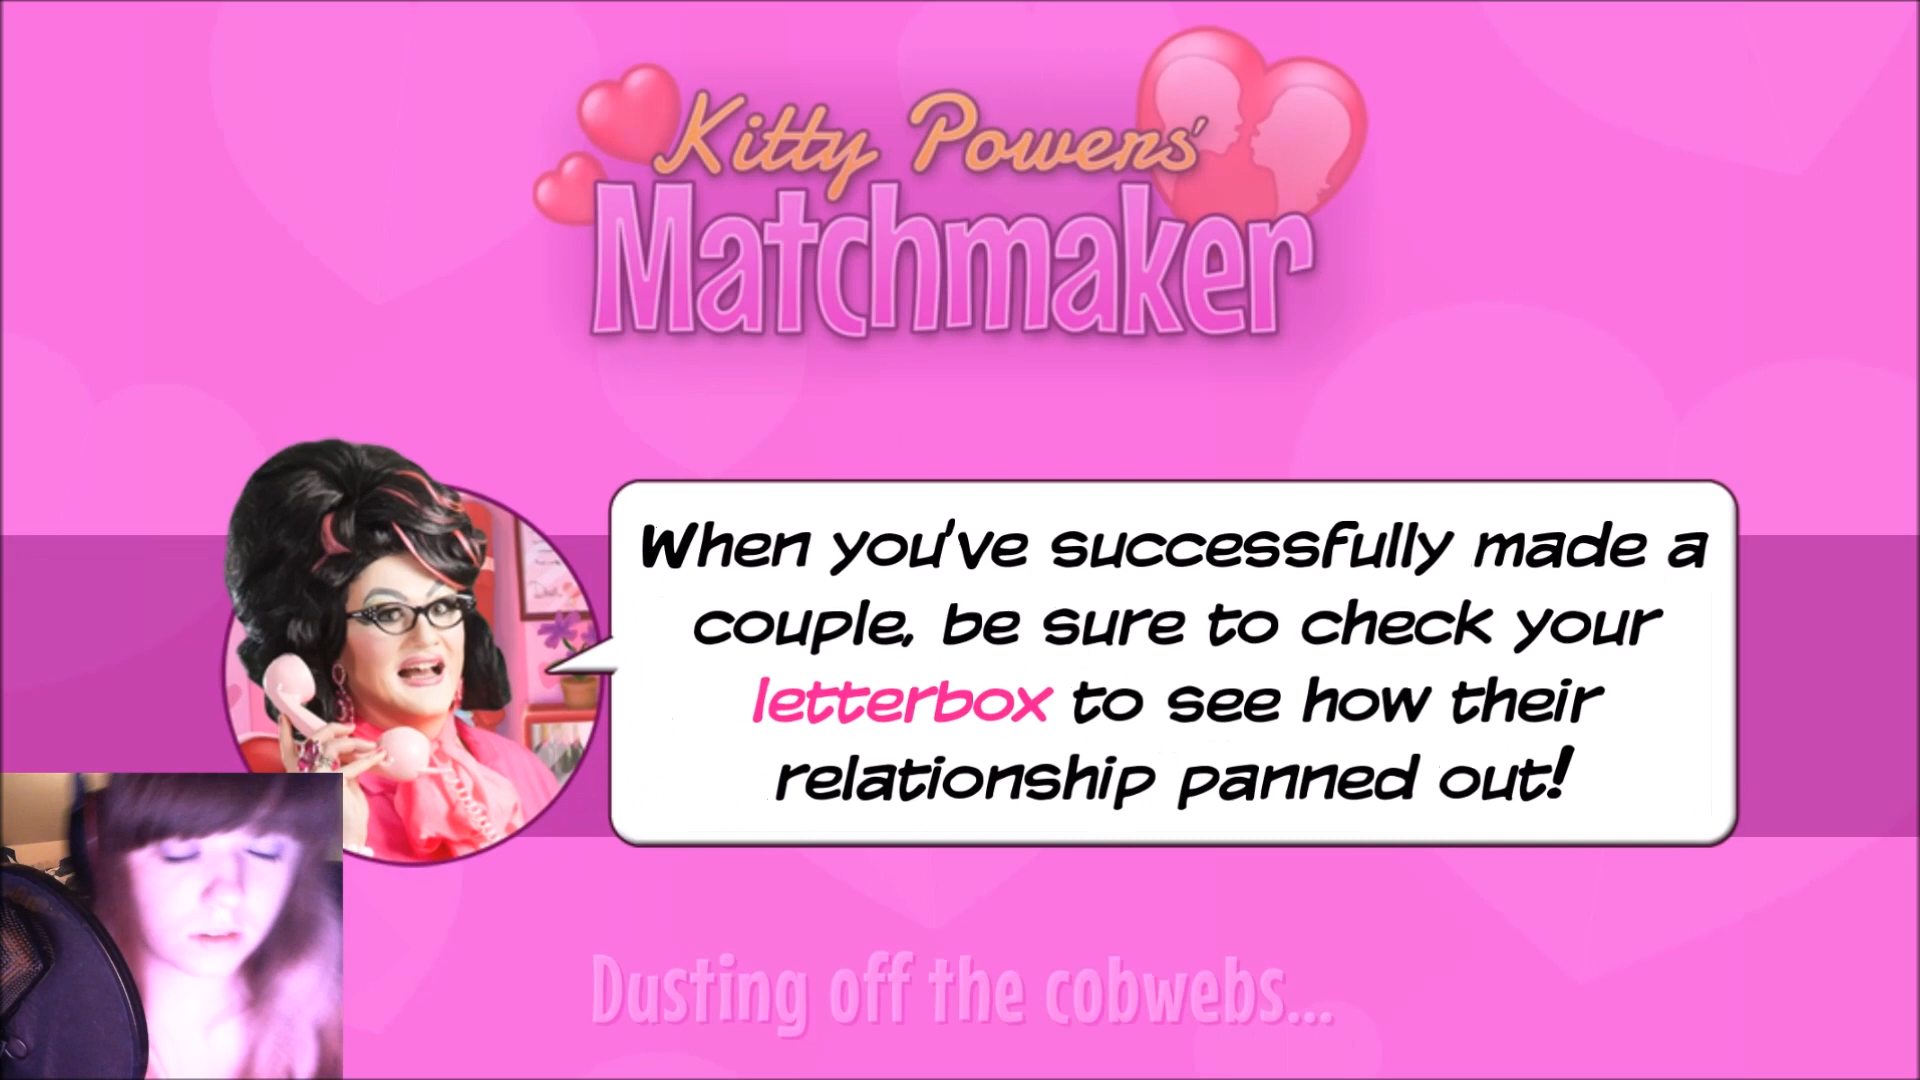 Kitty Powers'
Matchmaker
When you've successfully made a
couple, be sure to check your
letterbox to see how their
relationship panned out!
Dusting off the cobwebs...